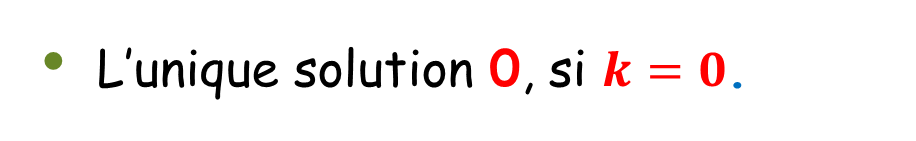 • L'unique solution 0, si k = 0.